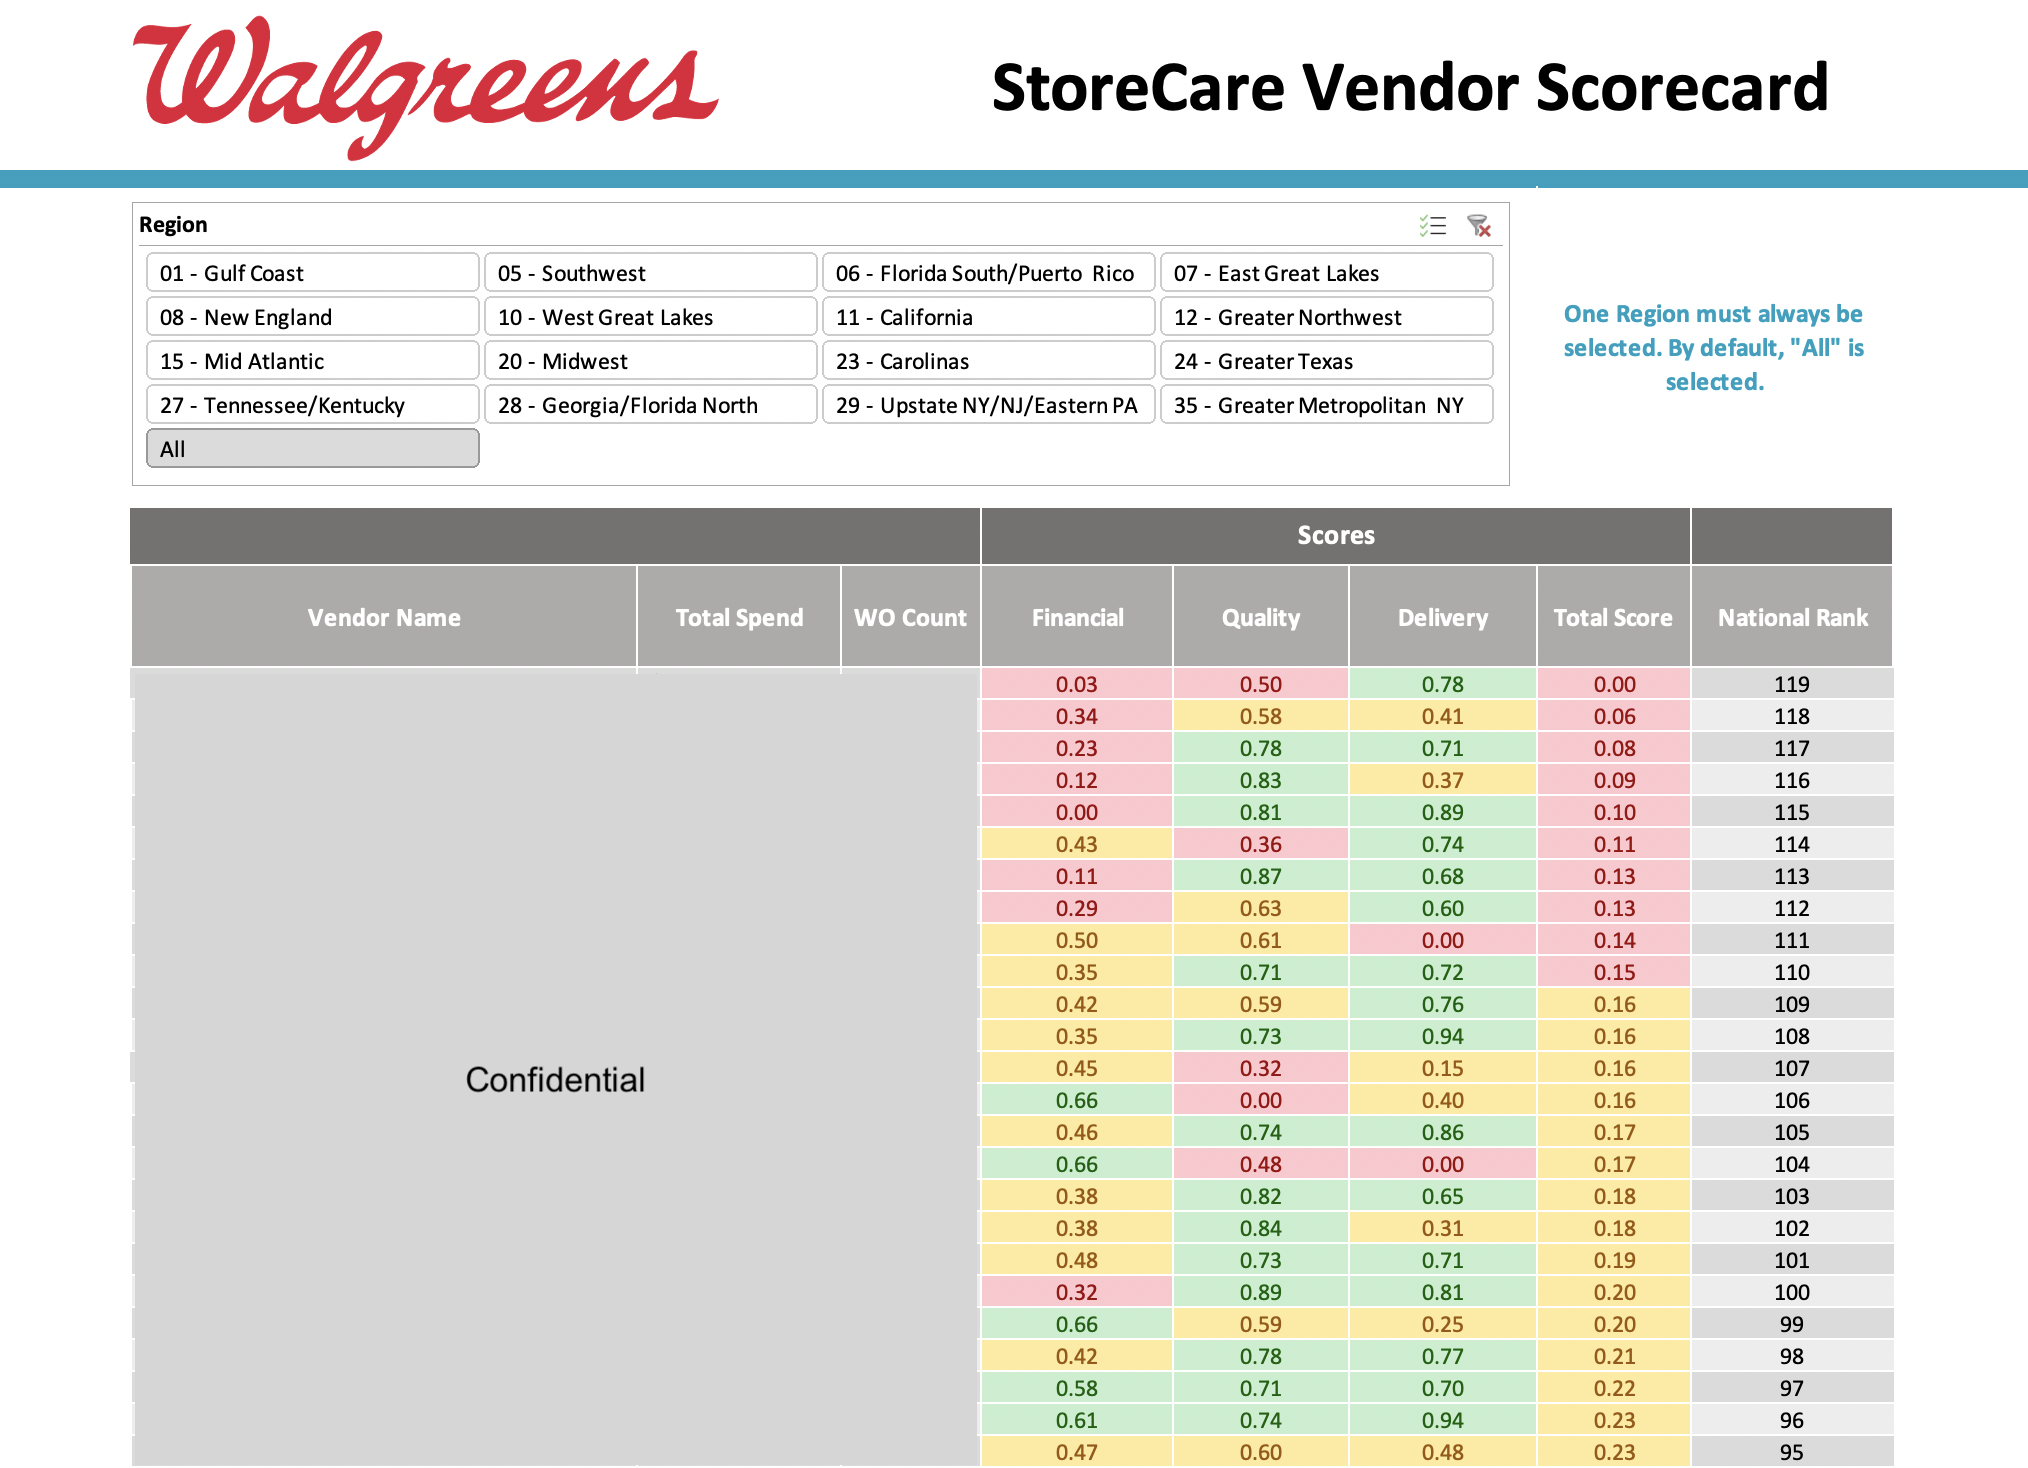 Walgreens
StoreCare Vendor Scorecard
Region
01 - Gulf Coast 05 - Southwest 06 - Florida South/Puerto Rico 07 - East Great Lakes
08 - New England 10 - West Great Lakes 11 - California 12 - Greater Northwest
15 - Mid Atlantic 20 - Midwest 23 - Carolinas 24 - Greater Texas
27 - Tennessee/Kentucky 28 - Georgia/Florida North 29 - Upstate NY/NJ/Eastern PA 35 - Greater Metropolitan NY
All
One Region must always be
selected. By default, "All" is
selected.
Scores
Vendor Name Total Spend WO Count Financial Quality Delivery Total Score National Rank
0.03 0.50 0.78 0.00 119
0.34 0.58 0.41 0.06 118
0.23 0.78 0.71 0.08 117
0.12 0.83 0.37 0.09 116
0.00 0.81 0.89 0.10 115
0.43 0.36 0.74 0.11 114
0.11 0.87 0.68 0.13 113
0.29 0.63 0.60 0.13 112
0.50 0.61 0.00 0.14 111
0.35 0.71 0.72 0.15 110
0.42 0.59 0.76 0.16 109
0.35 0.73 0.94 0.16 108
Confidential
0.45 0.32 0.15 0.16 107
0.66 0.00 0.40 0.16 106
0.46 0.74 0.86 0.17 105
0.66 0.48 0.00 0.17 104
0.38 0.82 0.65 0.18 103
0.38 0.84 0.31 0.18 102
0.48 0.73 0.71 0.19 101
0.32 0.89 0.81 0.20 100
0.66 0.59 0.25 0.20 99
0.42 0.78 0.77 0.21 98
0.58 0.71 0.70 0.22 97
0.61 0.74 0.94 0.23 96
0.47 0.60 0.48 0.23 95